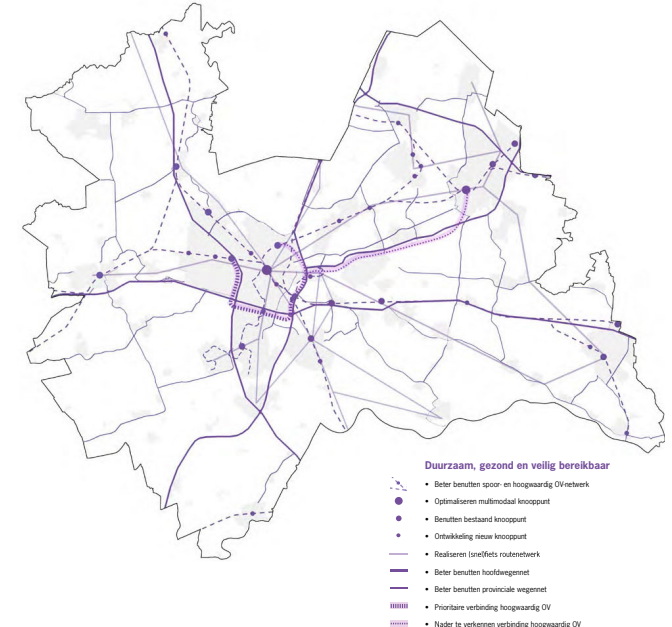 Duurzaam, gezond en veilig bereikbaar
• Beter benutten spoor- en hoogwaardig OV-netwerk
• Optimaliseren multimodaal knooppunt
• Benutten bestaand knooppunt
• Ontwikkeling nieuw knooppunt
• Realiseren (snel)fiets routenetwerk
• Beter benutten hoofdwegennet
• Beter benutten provinciale wegennet
• Prioritaire verbinding hoogwaardig OV
• Nader te verkennen verbinding hoogwaardig OV